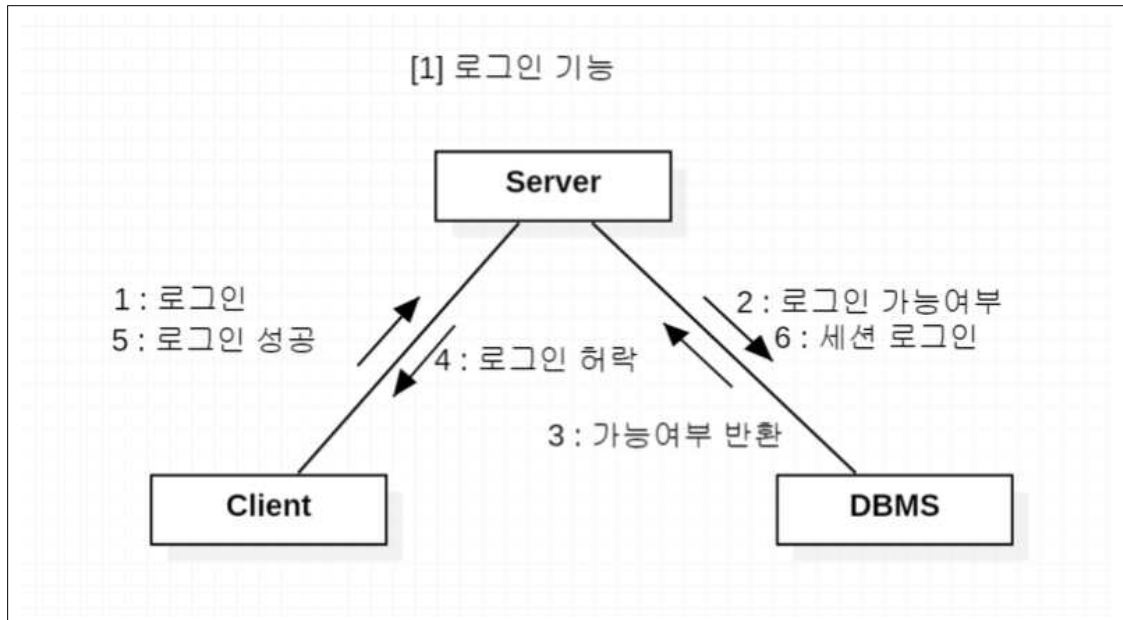 [1] 로그인 기능
Server
1 : 로그인
5 : 로그인 성공
2 : 로그인 가능여부
6 : 세션 로그인
4 : 로그인 허락
3 : 가능여부 반환
Client
DBMS